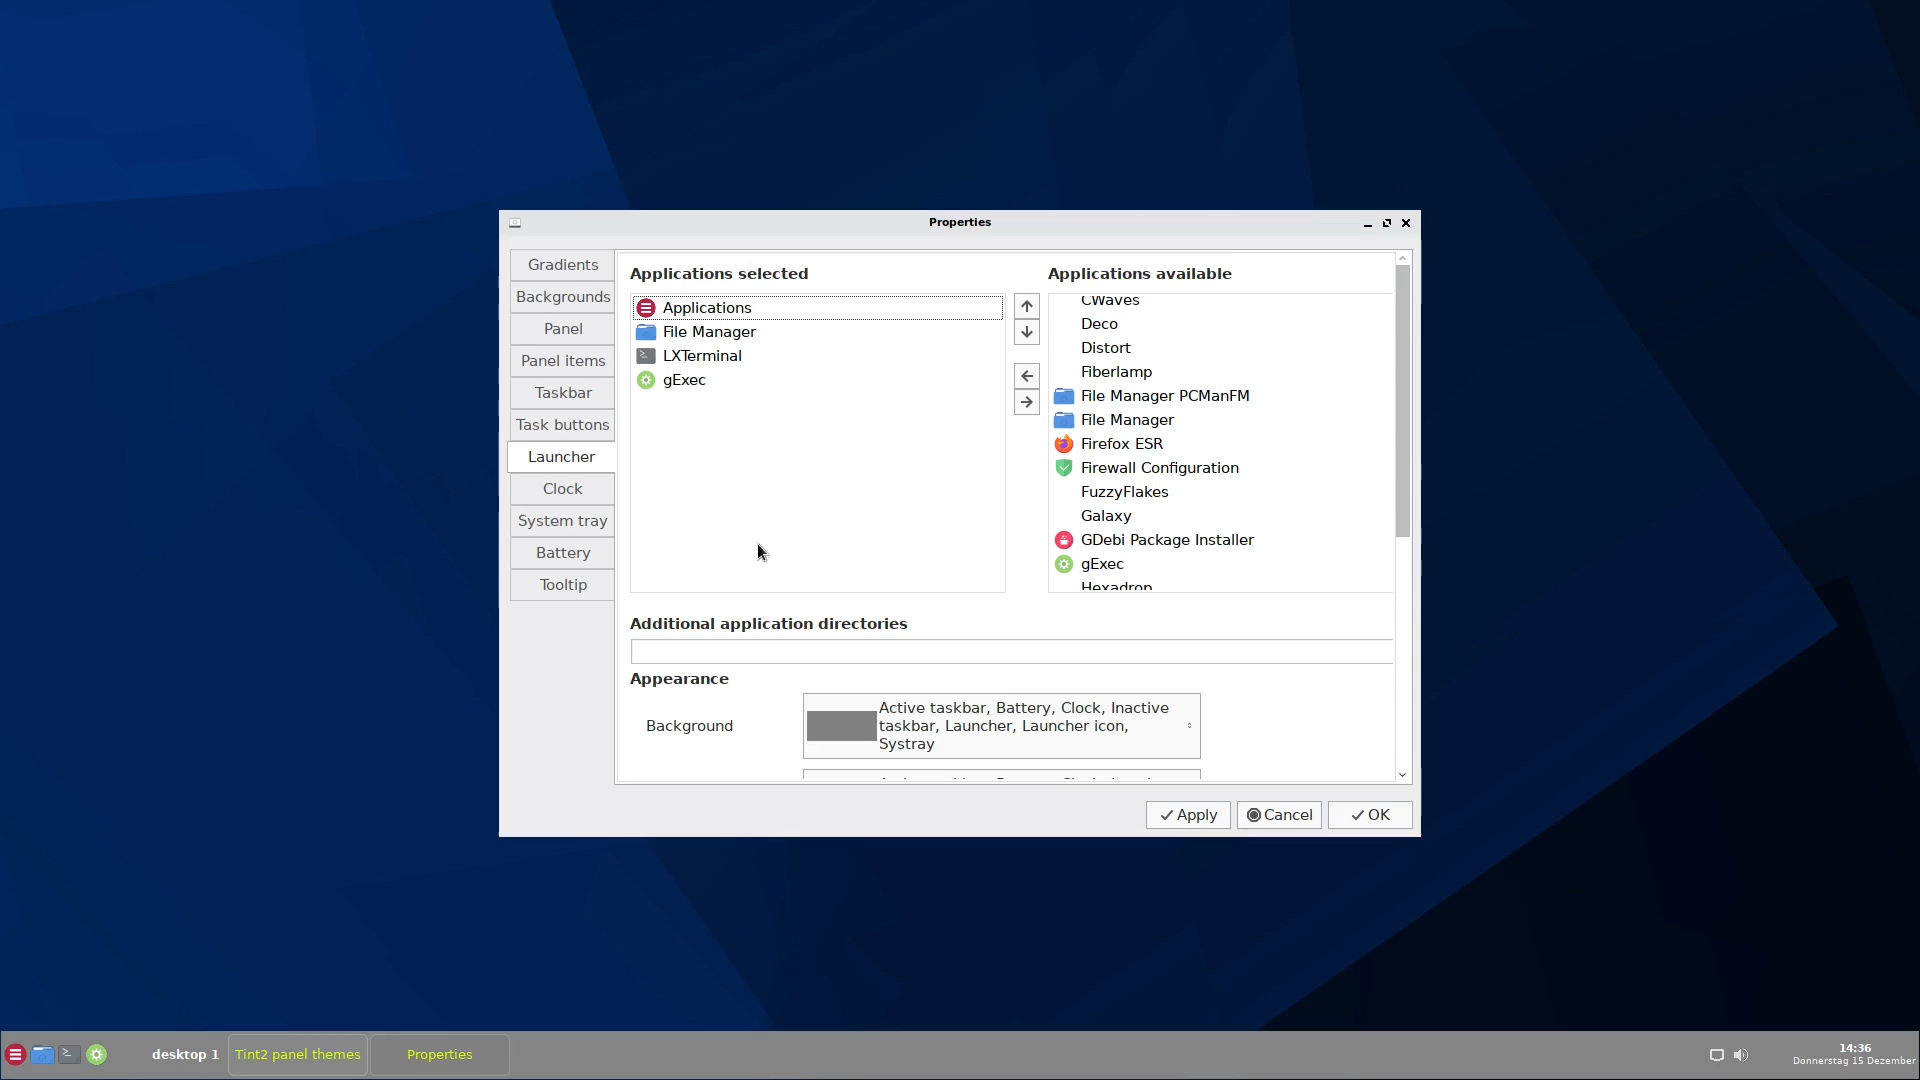 Properties
Gradients
Backgrounds
Panel
Panel items
Taskbar
Task buttons
Launcher
Clock
System tray
Battery
Tooltip
Applications selected
Applications
File Manager
LXTerminal
gExec
Applications available
CWaves
Deco
Distort
Fiberlamp
File Manager PCManFM
File Manager
Firefox ESR
Firewall Configuration
FuzzyFlakes
Galaxy
GDebi Package Installer
gExec
Hexadrop
Additional application directories
Appearance
Background
Active taskbar, Battery, Clock, Inactive
taskbar, Launcher, Launcher icon,
Systray
Apply
Cancel
OK
desktop 1
Tint2 panel themes
Properties
14:36
Donnerstag 15 Dezember